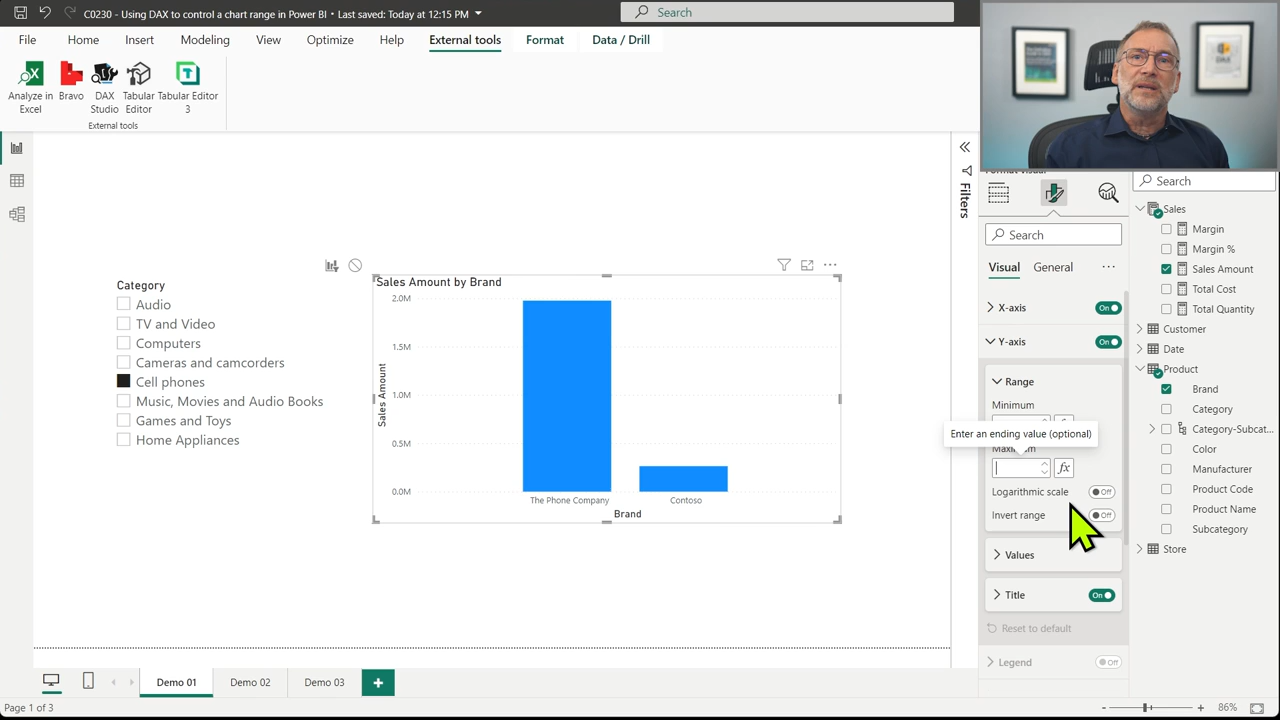 C0230 - Using DAX to control a chart range in Power BI • Last saved: Today at 12:15 PM
Search
File
Home
Insert
Modeling
View
Optimize
Help
External tools
Format
Data / Drill
Analyze in
Excel
Bravo
DAX
Studio
Tabular
Editor
Tabular Editor
3
External tools
Filters
Category
Audio
TV and Video
Computers
Cameras and camcorders
Cell phones
Music, Movies and Audio Books
Games and Toys
Home Appliances
Sales Amount by Brand
2.0M
1.5M
1.0M
0.5M
0.0M
Sales Amount
The Phone Company
Contoso
Brand
Format visual
Search
Visual
General
X-axis
On
Y-axis
On
Range
Minimum
Enter an ending value (optional)
Maximum
fx
Logarithmic scale
Off
Invert range
Off
Values
Title
On
Reset to default
Legend
Off
Search
Sales
Margin
Margin %
Sales Amount
Total Cost
Total Quantity
Customer
Date
Product
Brand
Category
Category-Subcat...
Color
Manufacturer
Product Code
Product Name
Subcategory
Store
Demo 01
Demo 02
Demo 03
Page 1 of 3
86%
DAX